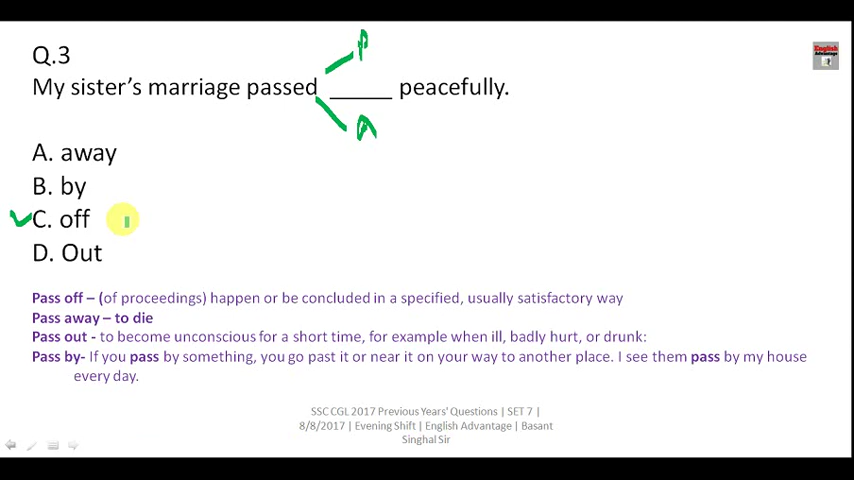 Q.3
P
My sister's marriage passed _____ peacefully.
A
A. away
B. by
C. off
D. Out
Pass off – (of proceedings) happen or be concluded in a specified, usually satisfactory way
Pass away – to die
Pass out - to become unconscious for a short time, for example when ill, badly hurt, or drunk:
Pass by- If you pass by something, you go past it or near it on your way to another place. I see them pass by my house
every day.
SSC CGL 2017 Previous Years' Questions | SET 7 |
8/8/2017 | Evening Shift | English Advantage | Basant
Singhal Sir
English
Advantage